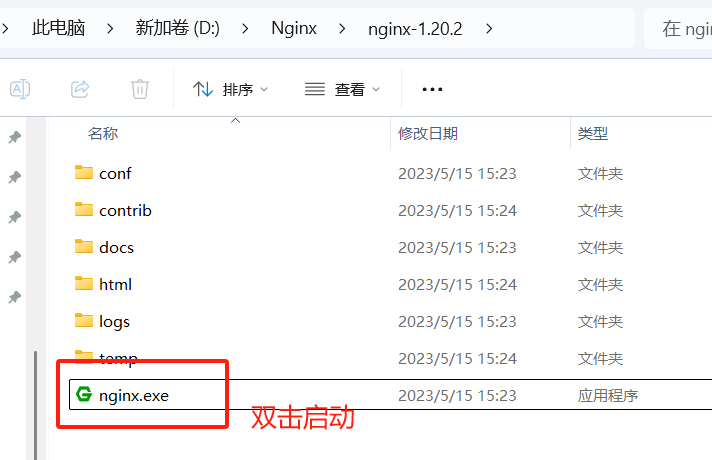 此电脑 新加卷 (D:) Nginx nginx-1.20.2 在 ngin
排序 查看
名称 修改日期 类型
conf 2023/5/15 15:23 文件夹
contrib 2023/5/15 15:24 文件夹
docs 2023/5/15 15:23 文件夹
html 2023/5/15 15:24 文件夹
logs 2023/5/15 15:23 文件夹
temp 2023/5/15 15:24 文件夹
nginx.exe 2023/5/15 15:23 应用程序
双击启动